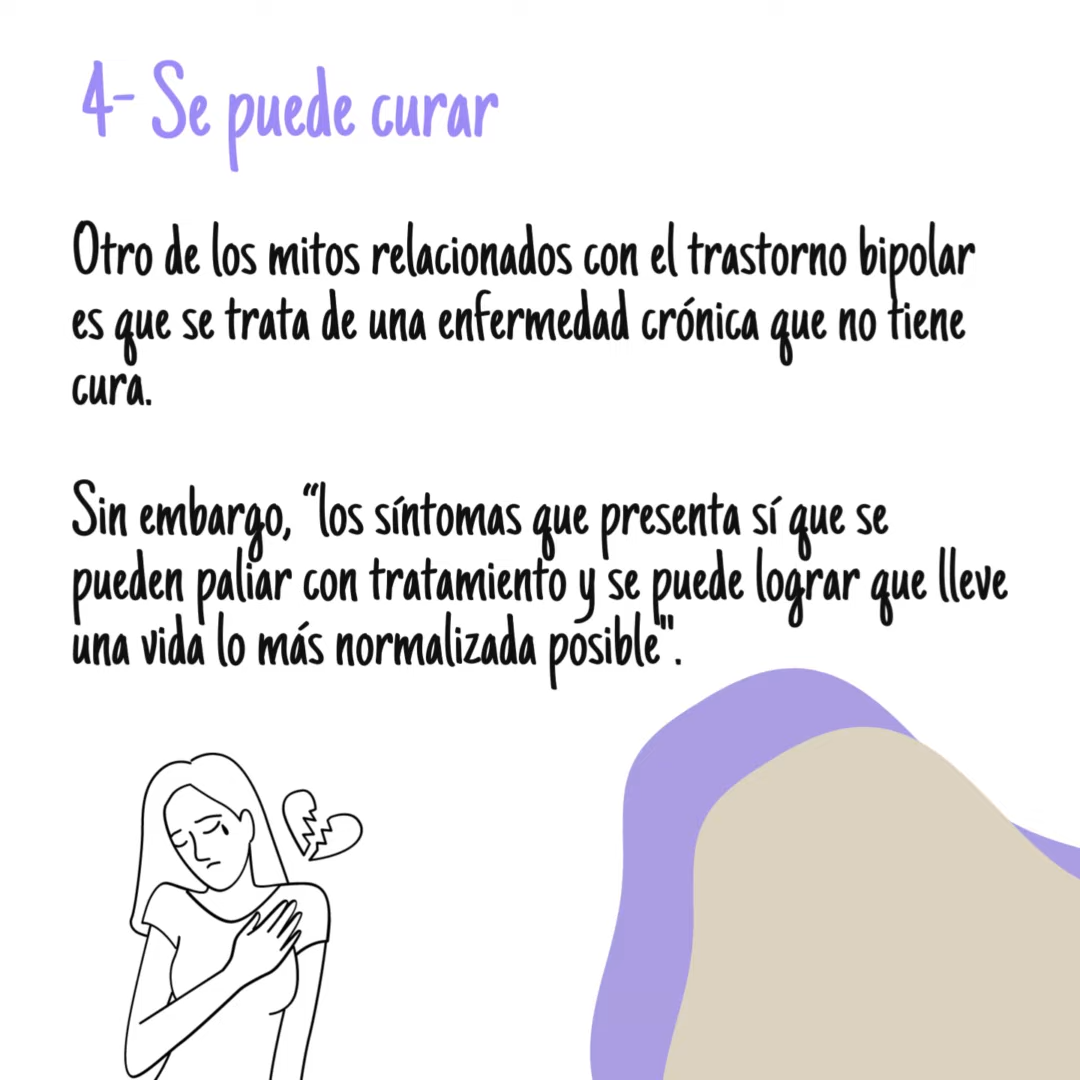 4- Se puede curar
Otro de los mitos relacionados con el trastorno bipolar
es que se trata de una enfermedad crónica que no tiene
cura.
Sin embargo, “los síntomas que presenta sí que se
pueden paliar con tratamiento y se puede lograr que lleve
una vida lo más normalizada posible".